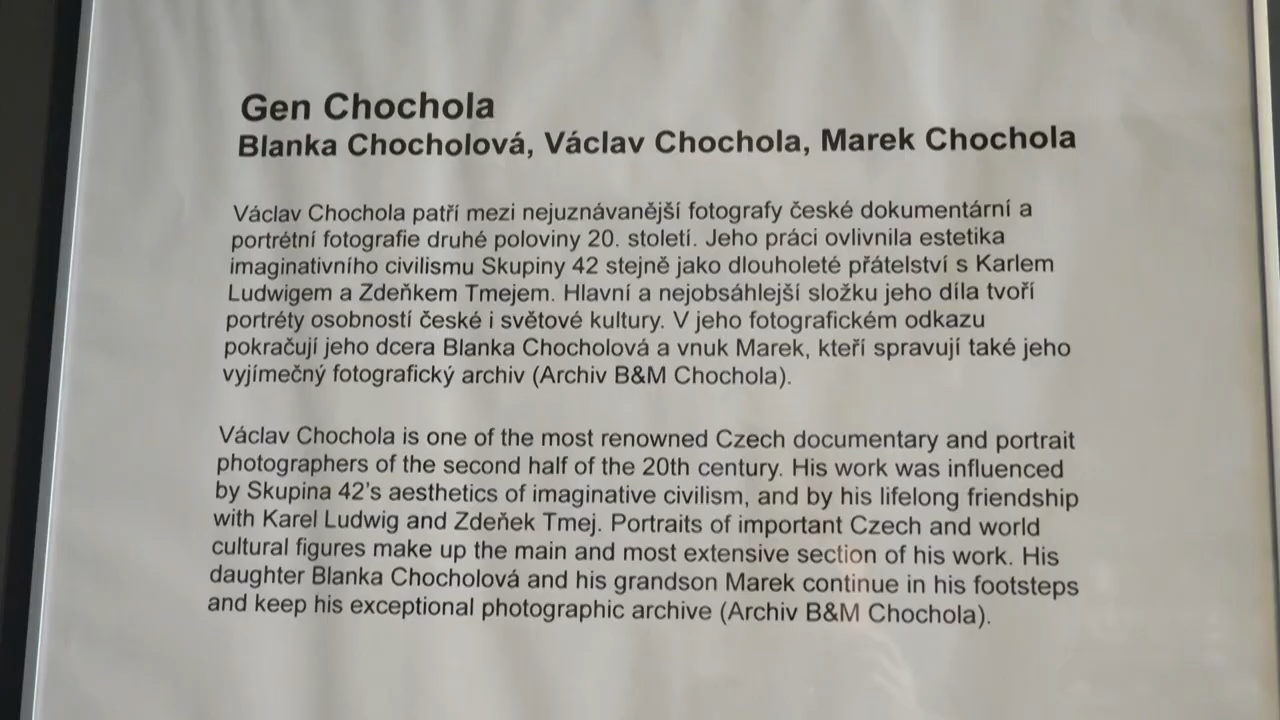 Gen Chochola
Blanka Chocholová, Václav Chochola, Marek Chochola
Václav Chochola patří mezi nejuznávanější fotografy české dokumentární a
portrétní fotografie druhé poloviny 20. století. Jeho práci ovlivnila estetika
imaginativního civilismu Skupiny 42 stejně jako dlouholeté přátelství s Karlem
Ludwigem a Zdeňkem Tmejem. Hlavní a nejobsáhlejší složku jeho díla tvoří
portréty osobností české i světové kultury. V jeho fotografickém odkazu
pokračují jeho dcera Blanka Chocholová a vnuk Marek, kteří spravují také jeho
vyjímečný fotografický archiv (Archiv B&M Chochola).
Václav Chochola is one of the most renowned Czech documentary and portrait
photographers of the second half of the 20th century. His work was influenced
by Skupina 42's aesthetics of imaginative civilism, and by his lifelong friendship
with Karel Ludwig and Zdeňek Tmej. Portraits of important Czech and world
cultural figures make up the main and most extensive section of his work. His
daughter Blanka Chocholová and his grandson Marek continue in his footsteps
and keep his exceptional photographic archive (Archiv B&M Chochola).